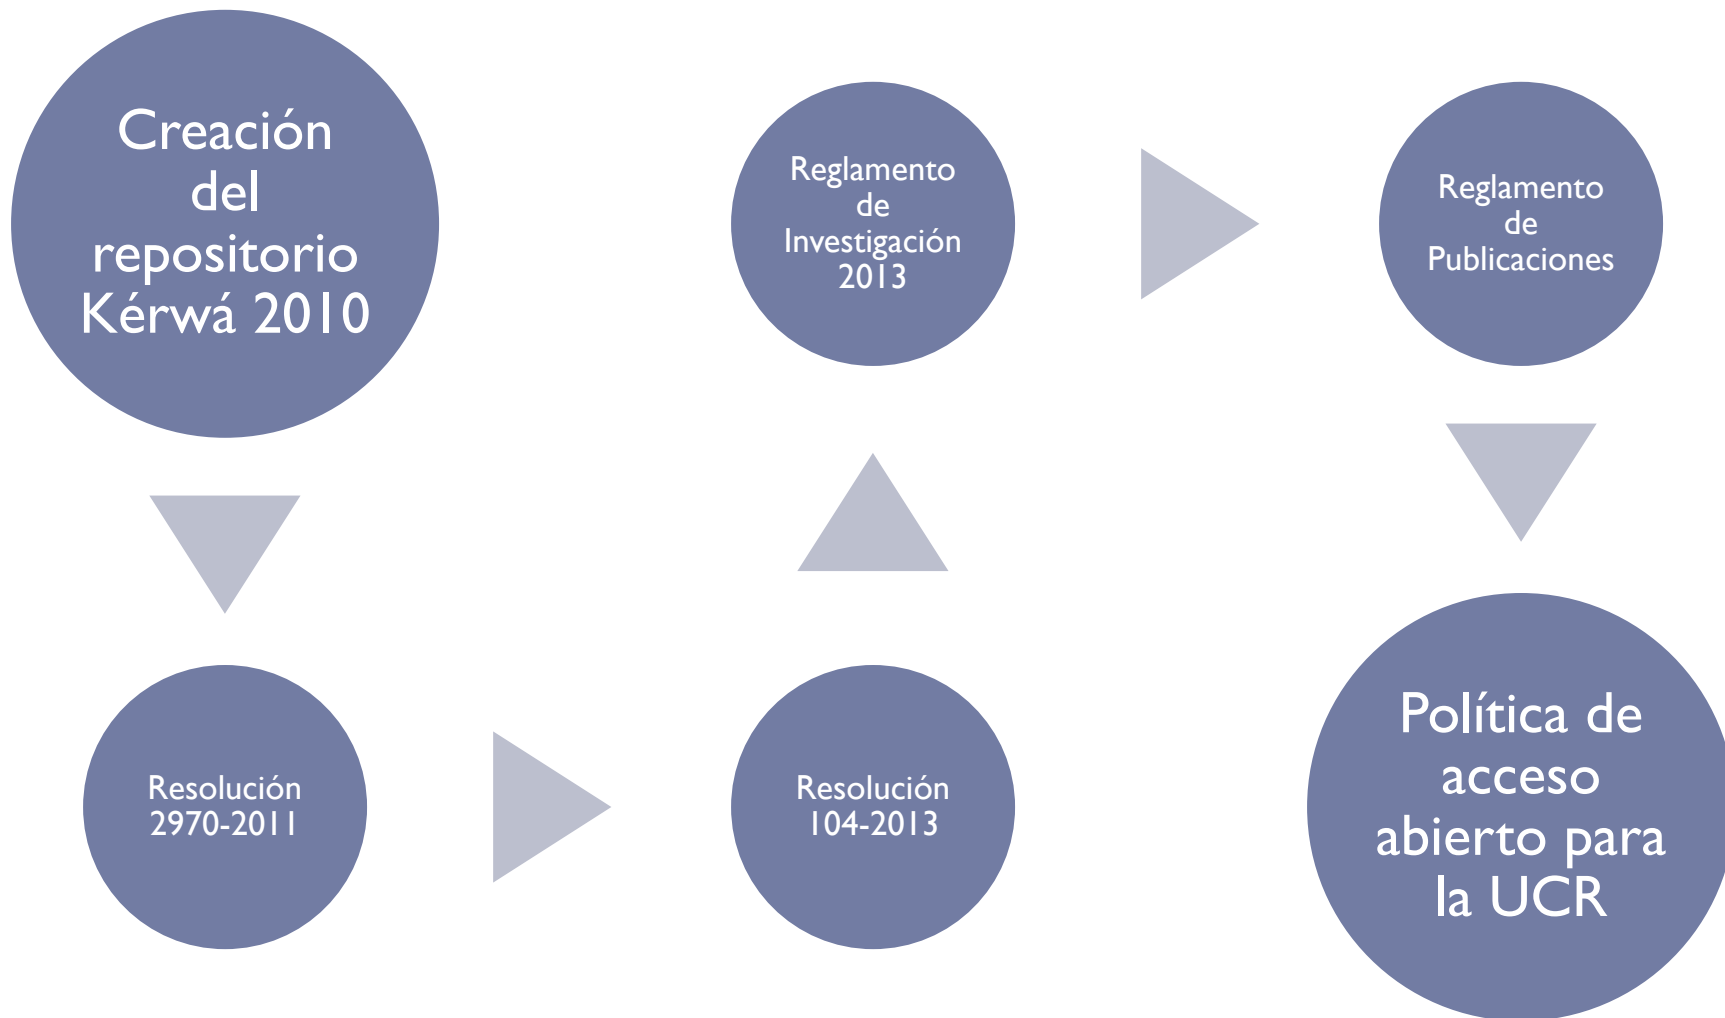 Creación
del
repositorio
Kérwá 2010
Resolución
2970-2011
Resolución
104-2013
Reglamento
de
Investigación
2013
Reglamento
de
Publicaciones
Política de
acceso
abierto para
la UCR